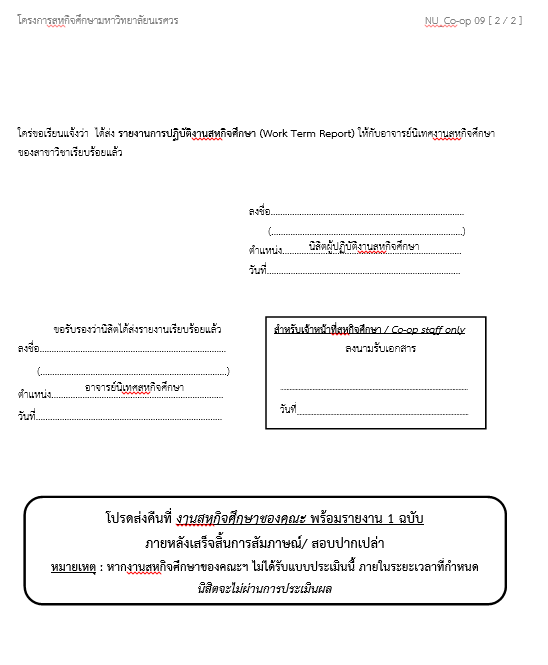 โครงการสหกิจศึกษามหาวิทยาลัยนเรศวร NU_Co-op 09 [ 2 / 2 ]
ใคร่ขอเรียนแจ้งว่า ได้ส่ง รายงานการปฏิบัติงานสหกิจศึกษา (Work Term Report) ให้กับอาจารย์นิเทศงานสหกิจศึกษา
ของสาขาวิชาเรียบร้อยแล้ว
ลงชื่อ................................................................
(................................................................)
ตำแหน่ง.........นิสิตผู้ปฏิบัติงานสหกิจศึกษา.............
วันที่................................................................
ขอรับรองว่านิสิตได้ส่งรายงานเรียบร้อยแล้ว
ลงชื่อ................................................................
(................................................................)
ตำแหน่ง...........อาจารย์นิเทศสหกิจศึกษา.............
วันที่................................................................
สำหรับเจ้าหน้าที่สหกิจศึกษา / Co-op staff only
ลงนามรับเอกสาร
................................................................
วันที่................................................................
โปรดส่งคืนที่ งานสหกิจศึกษาของคณะ พร้อมรายงาน 1 ฉบับ
ภายหลังเสร็จสิ้นการสัมภาษณ์/ สอบปากเปล่า
หมายเหตุ : หากงานสหกิจศึกษาของคณะฯ ไม่ได้รับแบบประเมินนี้ ภายในระยะเวลาที่กำหนด
นิสิตจะไม่ผ่านการประเมินผล